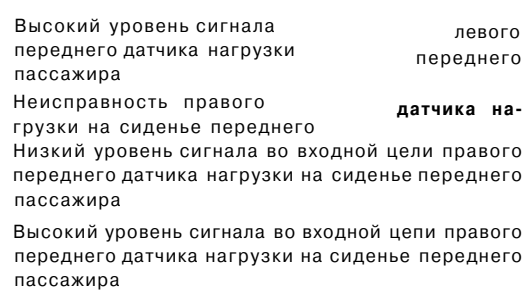 Высокий уровень сигнала левого
переднего датчика нагрузки переднего
пассажира
Неисправность правого датчика на-
грузки на сиденье переднего
Низкий уровень сигнала во входной цели правого
переднего датчика нагрузки на сиденье переднего
пассажира
Высокий уровень сигнала во входной цепи правого
переднего датчика нагрузки на сиденье переднего
пассажира